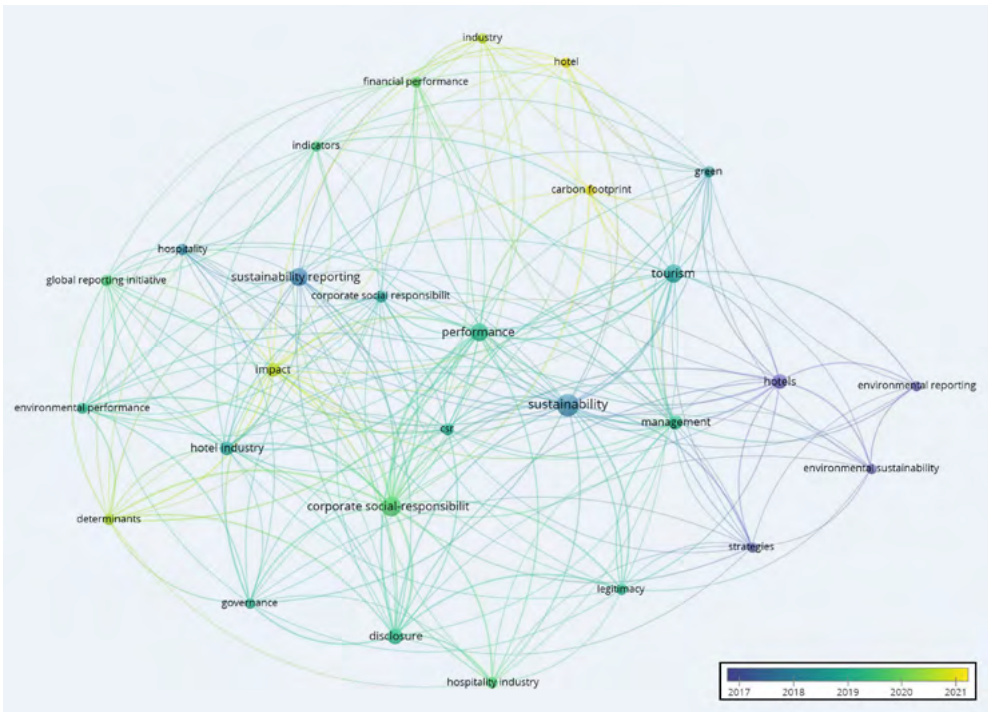 industry
hotel
financial performance
indicators
green
carbon footprint
hospitality
tourism
sustainability reporting
global reporting initiative
corporate social responsibilit
performance
impact
hotels
environmental reporting
sustainability
environmental performance
management
csr
hotel industry
environmental sustainability
corporate social-responsibilit
determinants
strategies
legitimacy
governance
disclosure
hospitality industry
2017 2018 2019 2020 2021